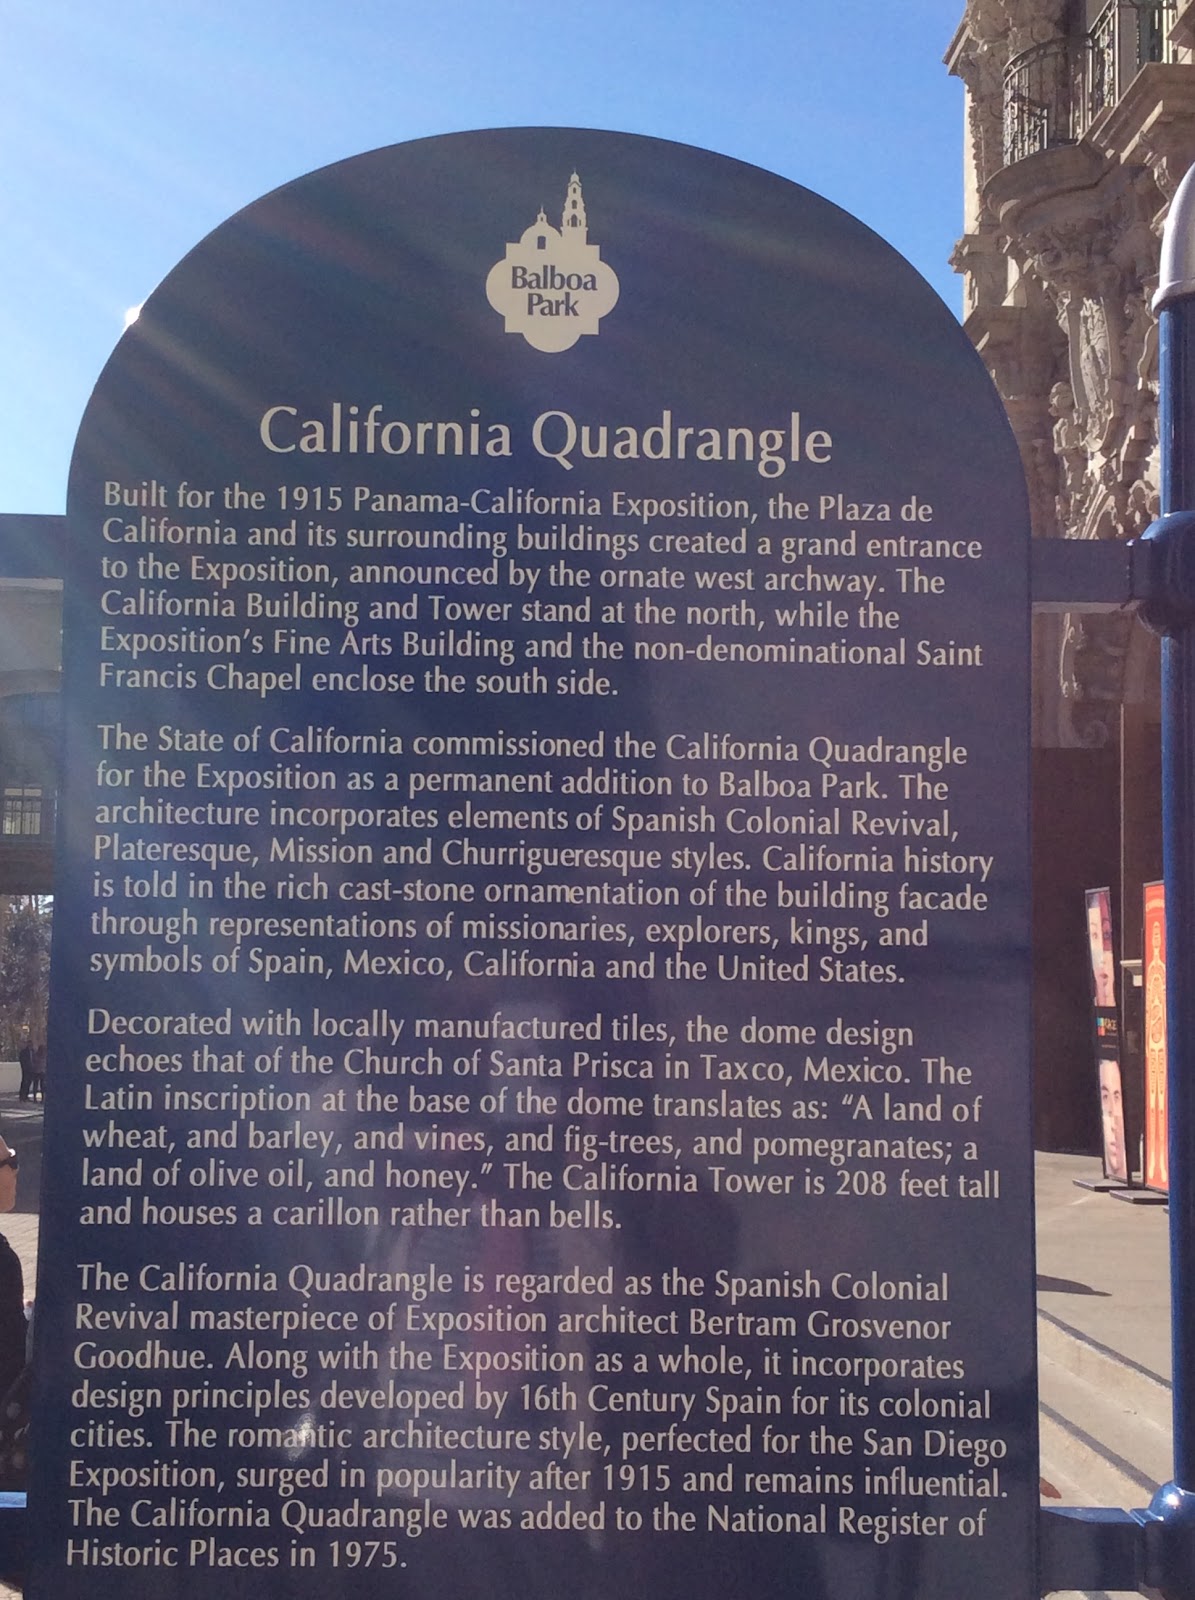 Balboa
Park
California Quadrangle
Built for the 1915 Panama-California Exposition, the Plaza de
California and its surrounding buildings created a grand entrance
to the Exposition, announced by the ornate west archway. The
California Building and Tower stand at the north, while the
Exposition's Fine Arts Building and the non-denominational Saint
Francis Chapel enclose the south side.
The State of California commissioned the California Quadrangle
for the Exposition as a permanent addition to Balboa Park. The
architecture incorporates elements of Spanish Colonial Revival,
Plateresque, Mission and Churrigueresque styles. California history
is told in the rich cast-stone ornamentation of the building facade
through representations of missionaries, explorers, kings, and
symbols of Spain, Mexico, California and the United States.
Decorated with locally manufactured tiles, the dome design
echoes that of the Church of Santa Prisca in Taxco, Mexico. The
Latin inscription at the base of the dome translates as: “A land of
wheat, and barley, and vines, and fig-trees, and pomegranates; a
land of olive oil, and honey.” The California Tower is 208 feet tall
and houses a carillon rather than bells.
The California Quadrangle is regarded as the Spanish Colonial
Revival masterpiece of Exposition architect Bertram Grosvenor
Goodhue. Along with the Exposition as a whole, it incorporates
design principles developed by 16th Century Spain for its colonial
cities. The romantic architecture style, perfected for the San Diego
Exposition, surged in popularity after 1915 and remains influential.
The California Quadrangle was added to the National Register of
Historic Places in 1975.